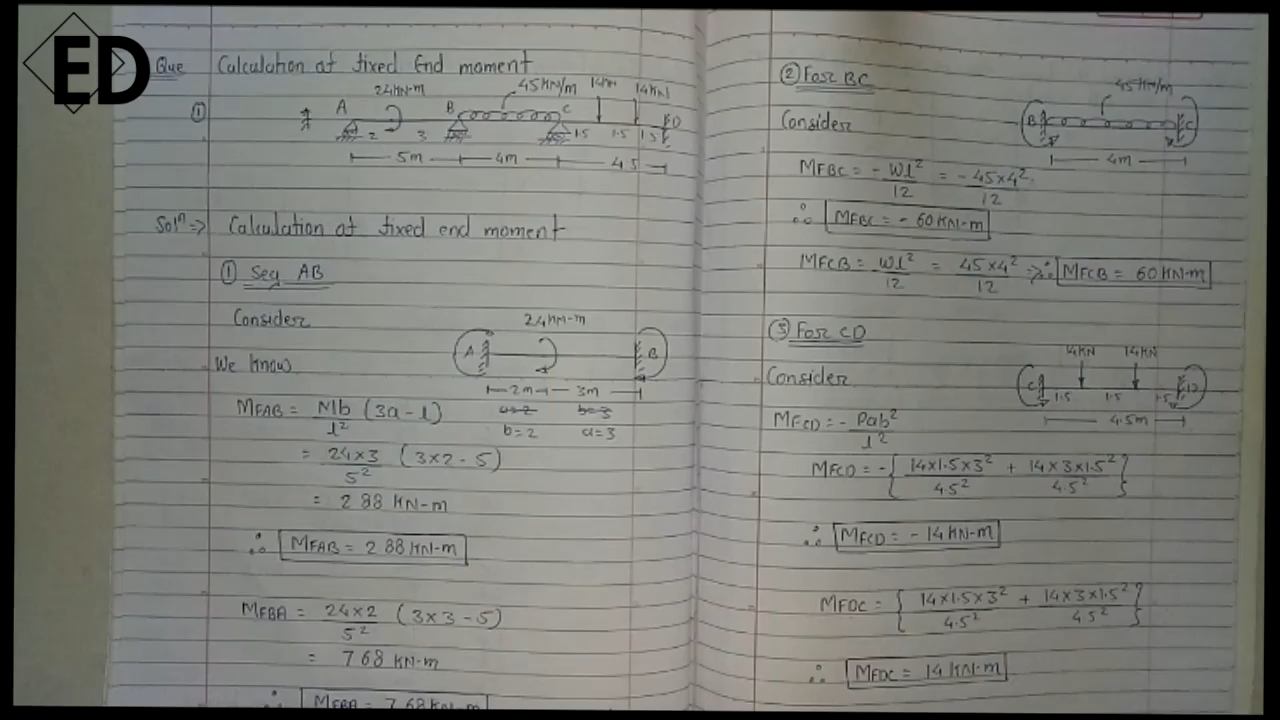 ED
Que Calculation of fixed End moment
① A 24KN-m B 45KN/m C 14KN 14KN D
2 3 1.5 1.5 1.5
5m 4m 4.5
Solⁿ⇒ Calculation of fixed end moment
① Seg AB
Consider
24KN-m
A B
We know
2m 3m
MFAB = Mb/l² (3a - l)
a=2 b=3
b=2 a=3
= 24×3/5² (3×2-5)
= 2.88 KN-m
∴ MFAB = 2.88 KN-m
MFBA = 24×2/5² (3×3-5)
= 7.68 KN-m
∴ MFBA = 7.68 KN-m
② For BC
45KN/m
Consider B C
4m
MFBC = -Wl²/12 = -45×4²/12
∴ MFBC = -60 KN-m
MFCB = Wl²/12 = 45×4²/12 ⇒ ∴ MFCB = 60 KN-m
③ For CD
14KN 14KN
Consider C D
1.5 1.5 1.5
4.5m
MFCD = -Pab²/l²
MFCD = -{14×1.5×3²/4.5² + 14×3×1.5²/4.5²}
∴ MFCD = -14 KN-m
MFDC = {14×1.5×3²/4.5² + 14×3×1.5²/4.5²}
∴ MFDC = 14 KN-m